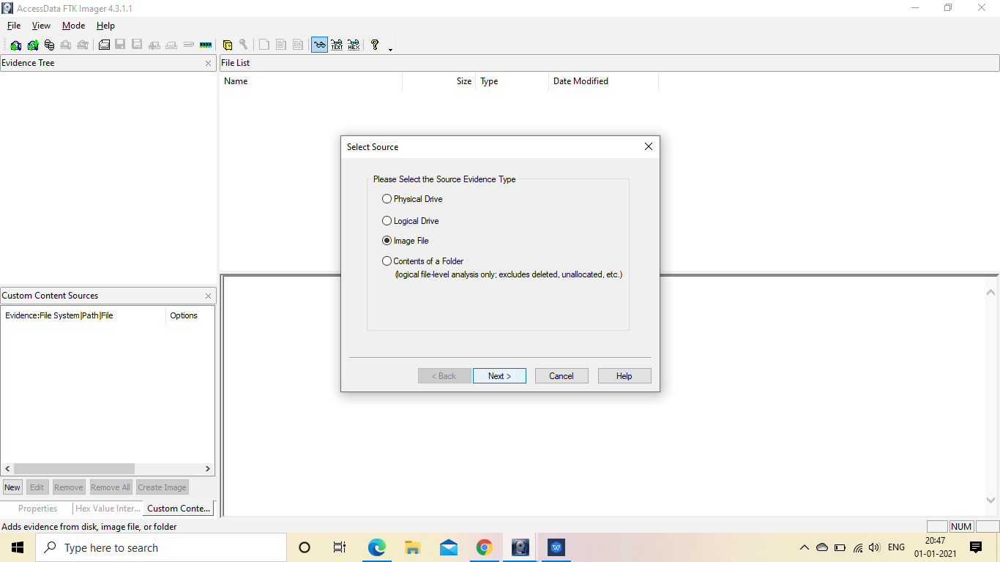 AccessData FTK Imager 4.3.1.1
File View Mode Help
TEXT HEX
DIR
Evidence Tree
File List
Name Size Type Date Modified
Select Source
Please Select the Source Evidence Type
Physical Drive
Logical Drive
Image File
Contents of a Folder
(logical file-level analysis only; excludes deleted, unallocated, etc.)
< Back Next > Cancel Help
Custom Content Sources
Evidence:File System|Path|File Options
New Edit Remove Remove All Create Image
Properties Hex Value Inter... Custom Conte...
Adds evidence from disk, image file, or folder
NUM
Type here to search
ENG
20:47
01-01-2021